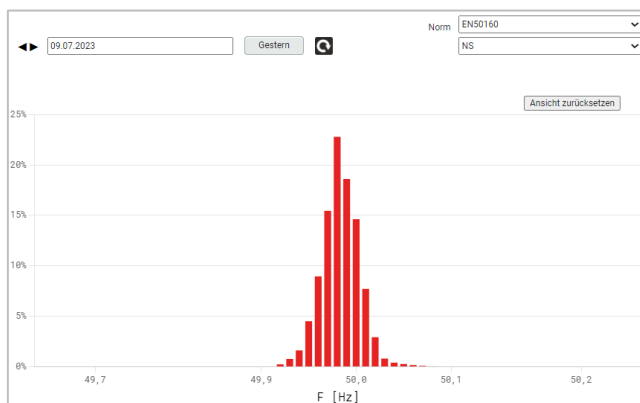 Norm EN50160
09.07.2023 Gestern NS
Ansicht zurücksetzen
25%
20%
15%
10%
5%
0%
49,7 49,9 50,0 50,1 50,2
F [Hz]